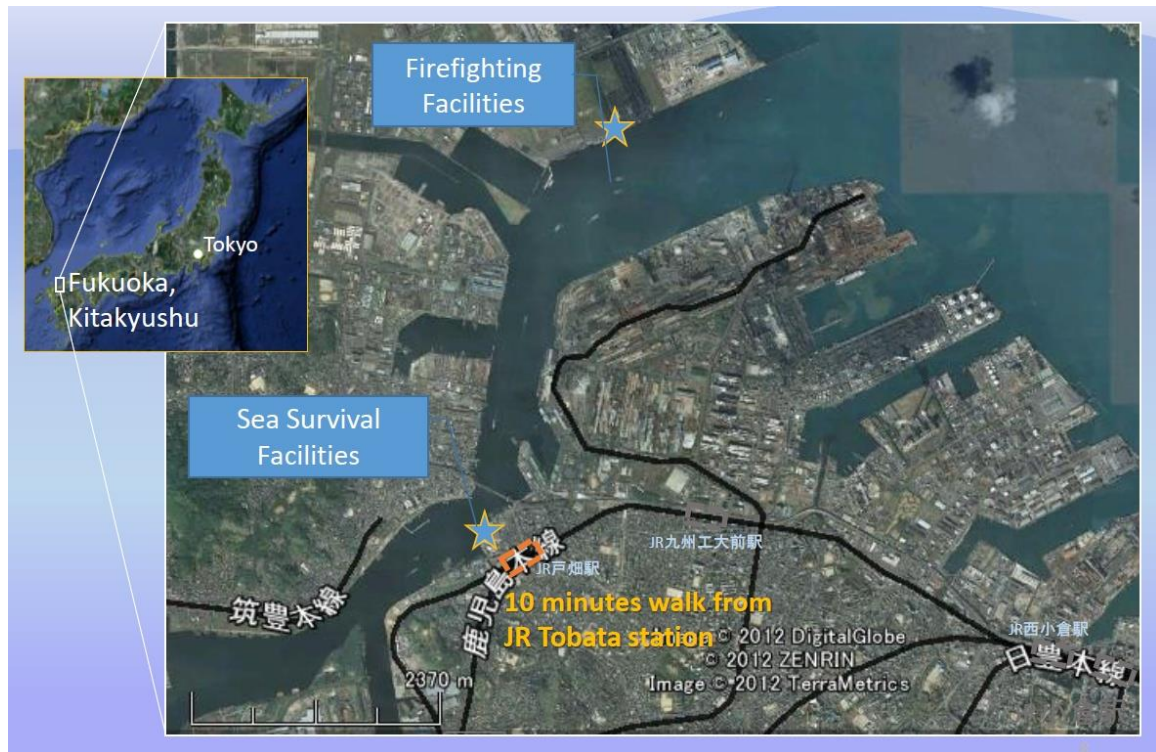 Firefighting
Facilities
Tokyo
Fukuoka,
Kitakyushu
Sea Survival
Facilities
JR九州工大前駅
JR戸畑駅
鹿児島本線
筑豊本線
10 minutes walk from
JR Tobata station
JR西小倉駅
日豊本線
2370 m
© 2012 DigitalGlobe
© 2012 ZENRIN
Image © 2012 TerraMetrics